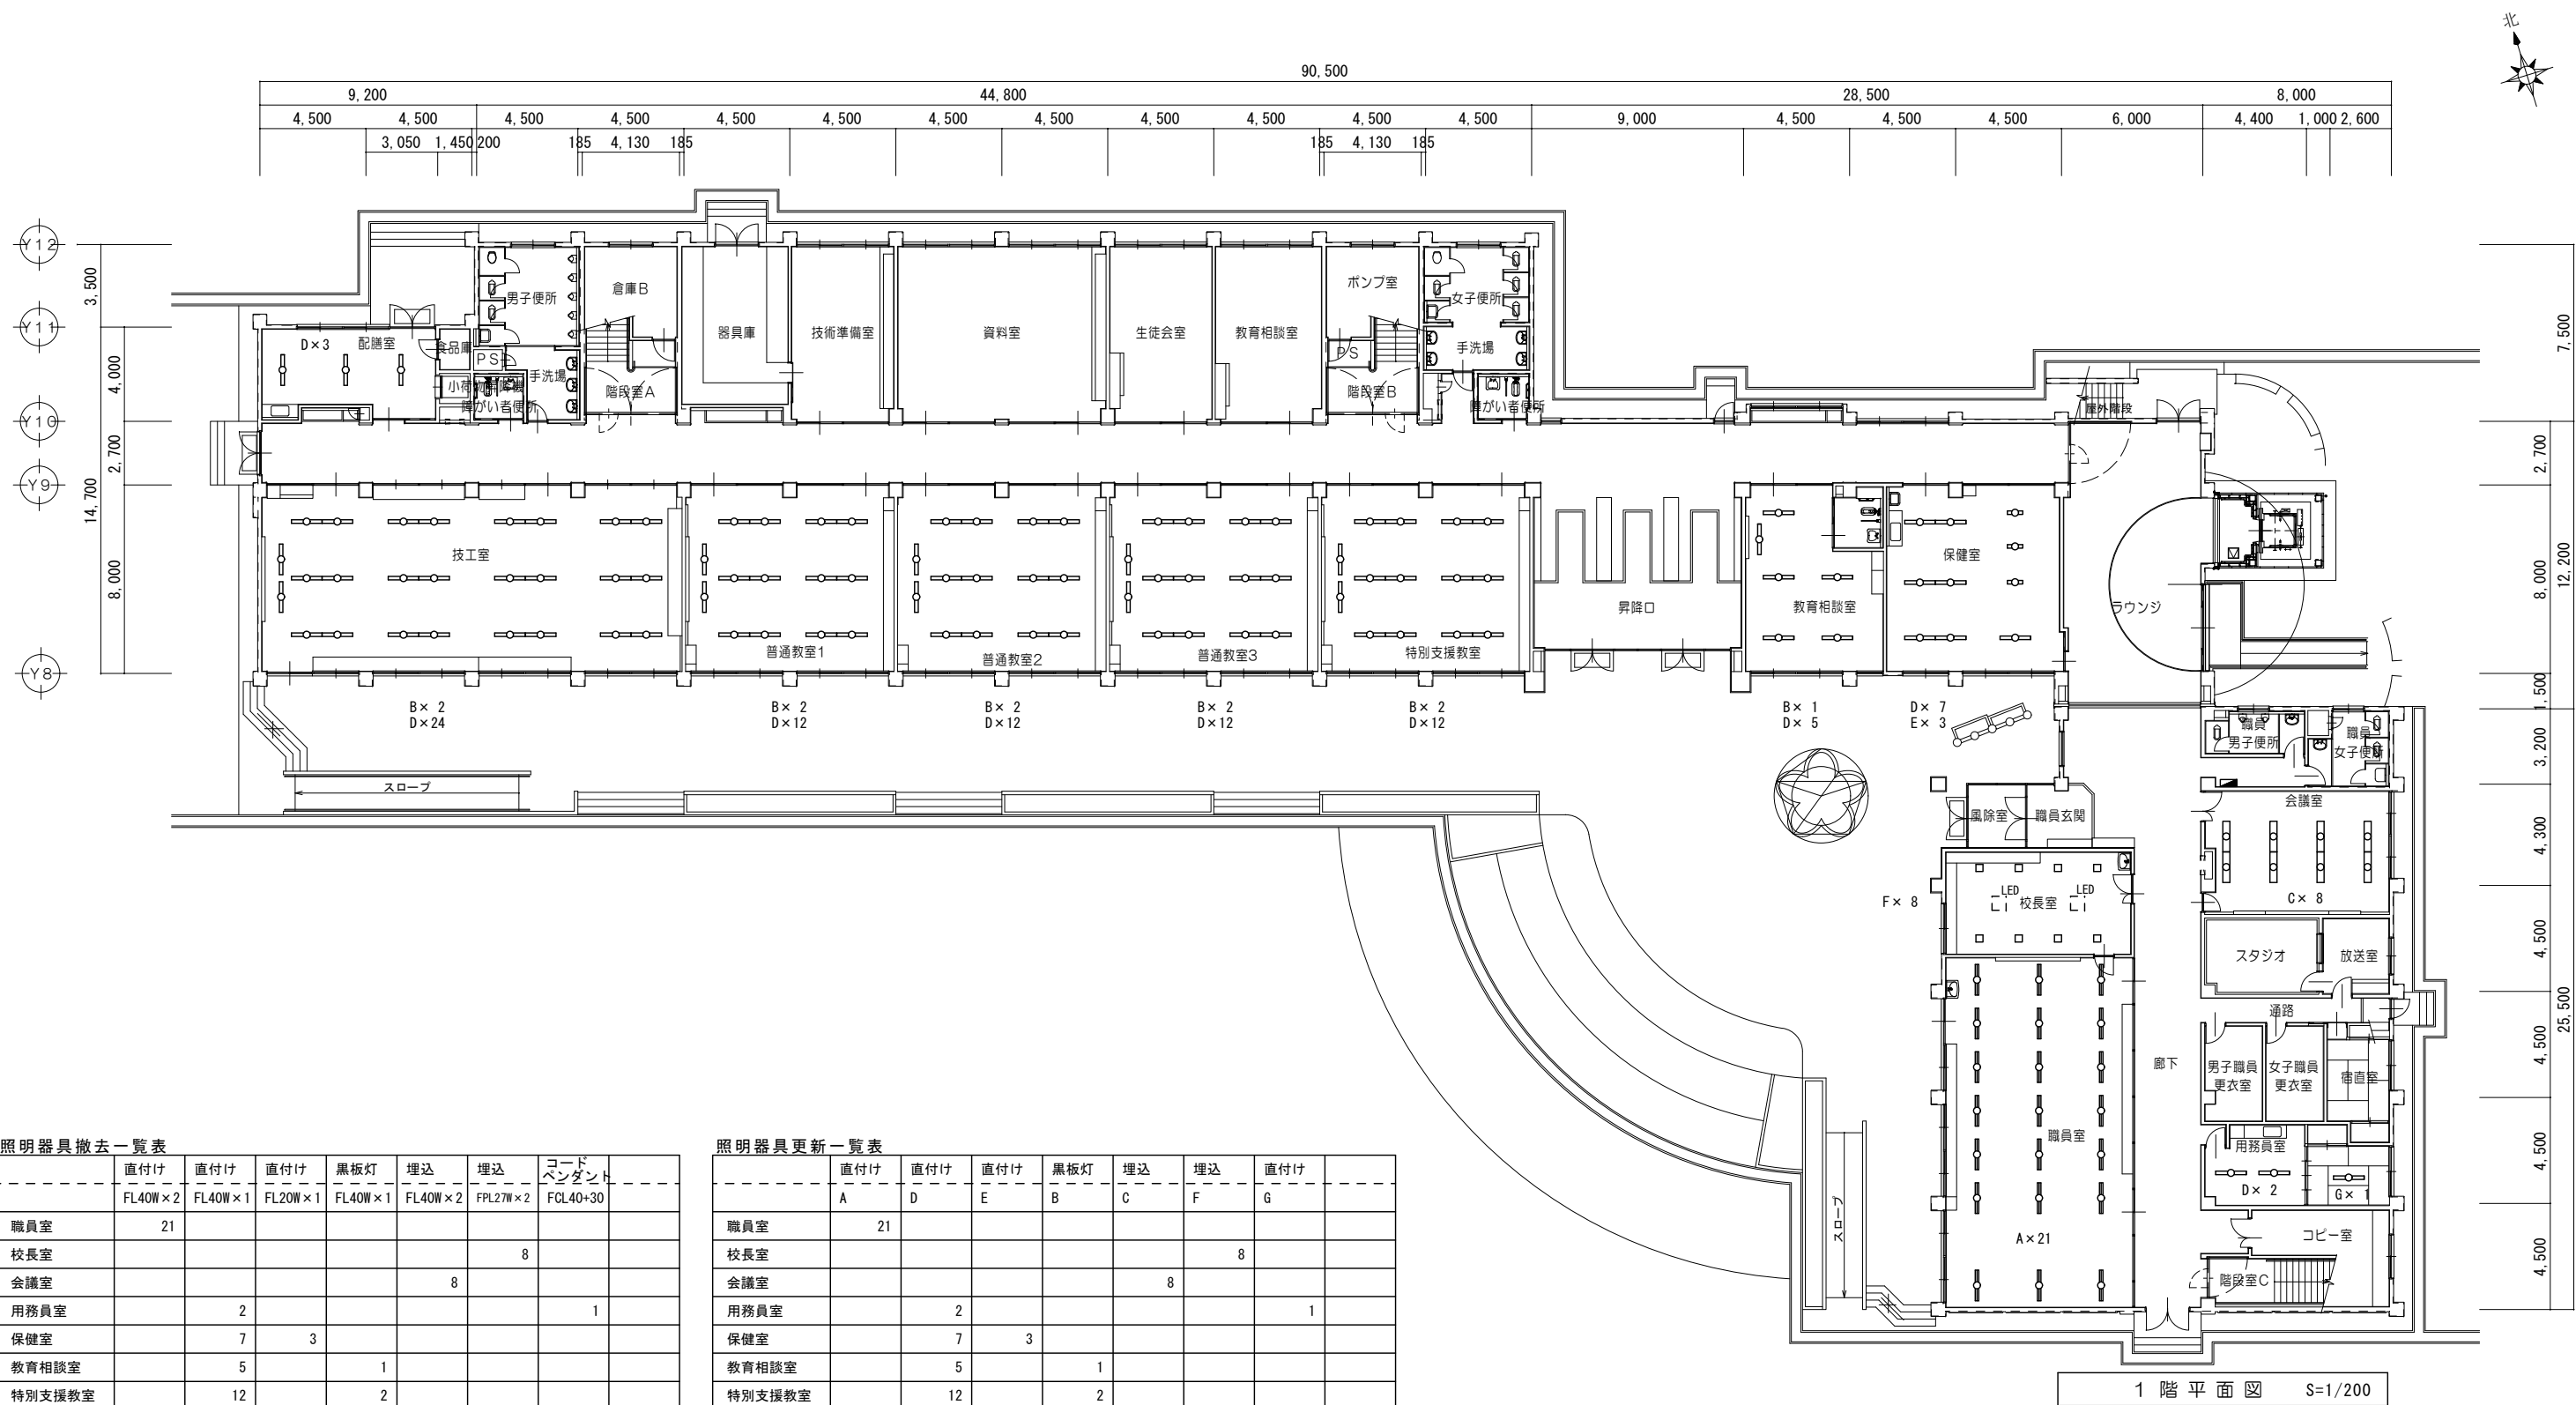 北
90,500
9,200 44,800 28,500 8,000
4,500 4,500 4,500 4,500 4,500 4,500 4,500 4,500 4,500 4,500 4,500 4,500 9,000 4,500 4,500 4,500 6,000 4,400 1,000 2,600
3,050 1,450 200 185 4,130 185 185 4,130 185
Y12
Y11
Y10
Y9
Y8
3,500
4,000
2,700
14,700
8,000
7,500
2,700
8,000
12,200
1,500
3,200
4,300
4,500
4,500
25,500
4,500
4,500
男子便所
倉庫B
器具庫
技術準備室
資料室
生徒会室
教育相談室
ポンプ室
女子便所
D×3 配膳室
食品庫
PS
手洗場
小荷物昇降機
障がい者便所
階段室A
PS
階段室B
手洗場
障がい者便所
屋外階段
技工室
普通教室1
普通教室2
普通教室3
特別支援教室
昇降口
教育相談室
保健室
ラウンジ
B× 2
D×24
B× 2
D×12
B× 2
D×12
B× 2
D×12
B× 2
D×12
B× 1
D× 5
D× 7
E× 3
スロープ
職員
男子便所
職員
女子便所
会議室
C× 8
風除室
職員玄関
F× 8
LED LED
校長室
スタジオ
放送室
通路
廊下
男子職員
更衣室
女子職員
更衣室
宿直室
職員室
A×21
用務員室
D× 2
G× 1
コピー室
階段室C
スロープ
照明器具撤去一覧表
直付け 直付け 直付け 黒板灯 埋込 埋込 コード
ペンダント
FL40W×2 FL40W×1 FL20W×1 FL40W×1 FL40W×2 FPL27W×2 FCL40+30
職員室 21
校長室 8
会議室 8
用務員室 2 1
保健室 7 3
教育相談室 5 1
特別支援教室 12 2
照明器具更新一覧表
直付け 直付け 直付け 黒板灯 埋込 埋込 直付け
A D E B C F G
職員室 21
校長室 8
会議室 8
用務員室 2 1
保健室 7 3
教育相談室 5 1
特別支援教室 12 2
1階平面図 S=1/200